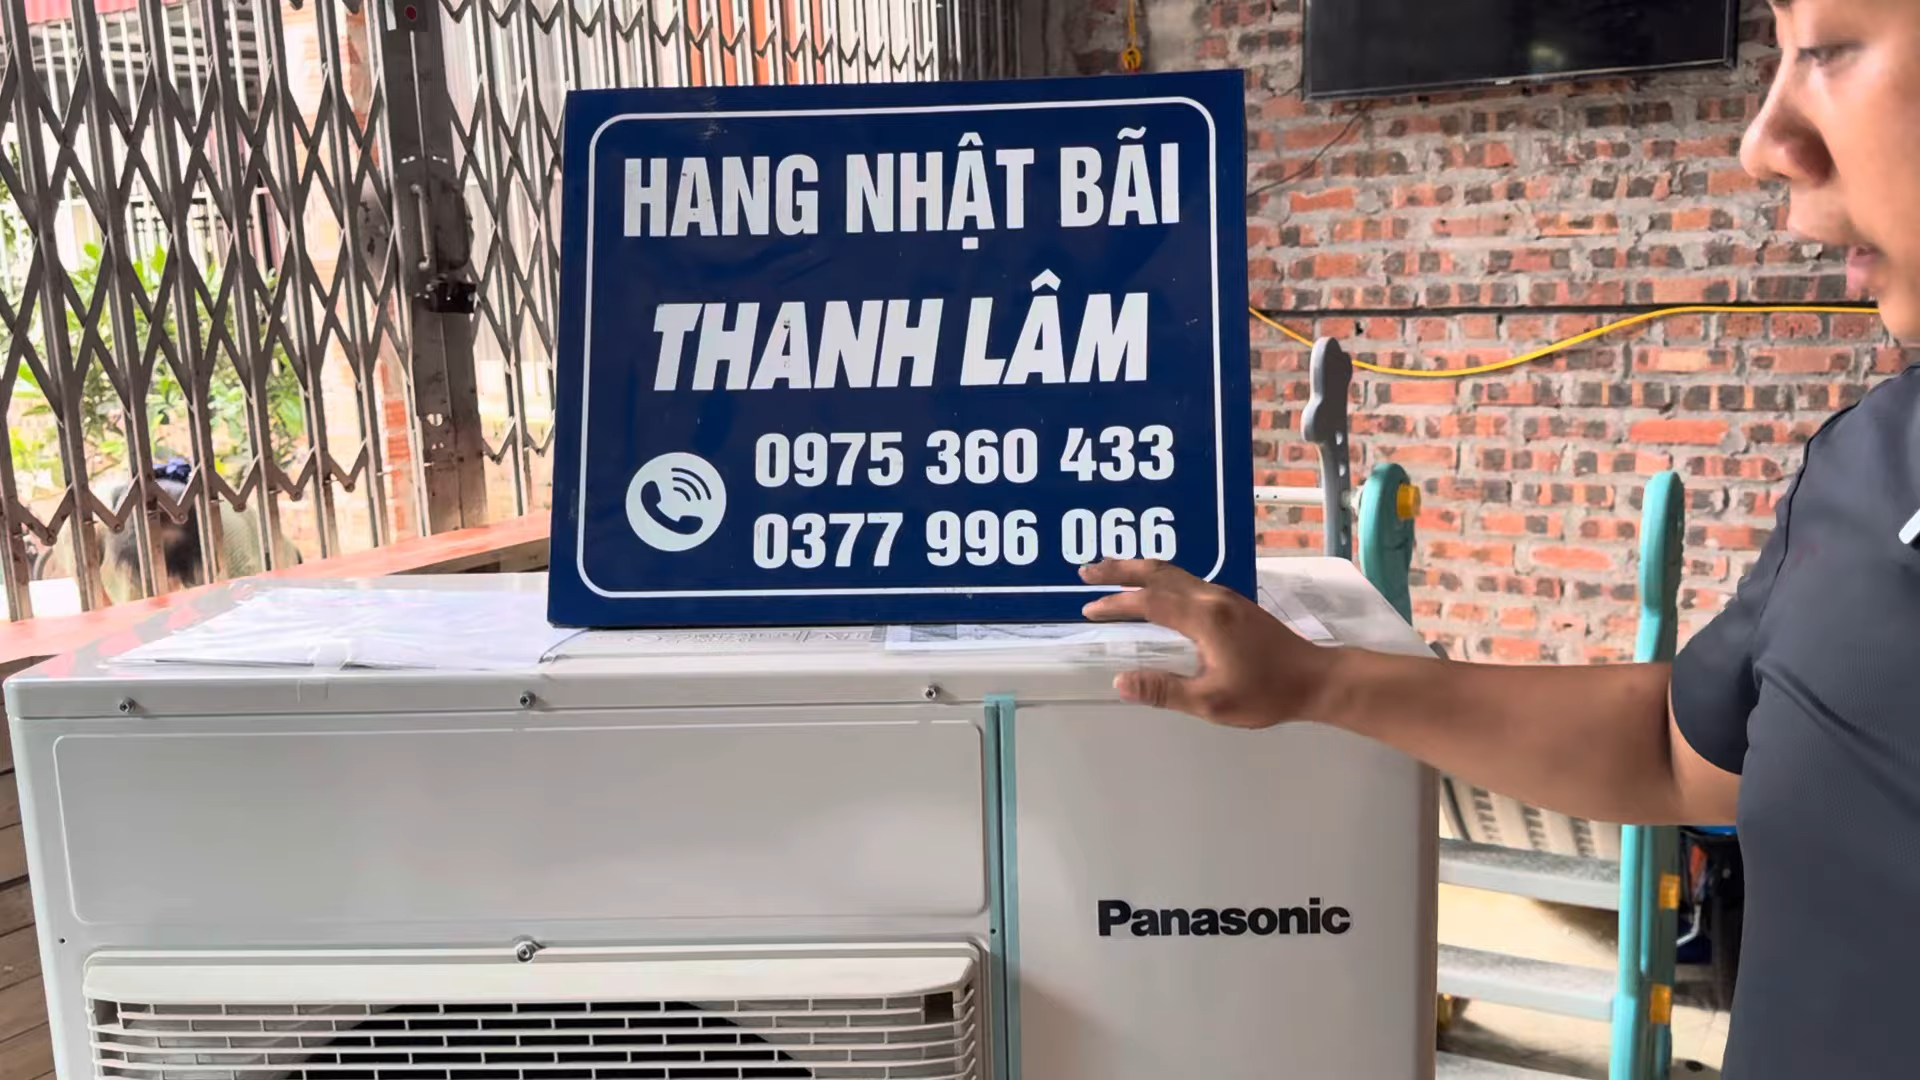 HANG NHẬT BÃI
THANH LÂM
0975 360 433
0377 996 066
Panasonic